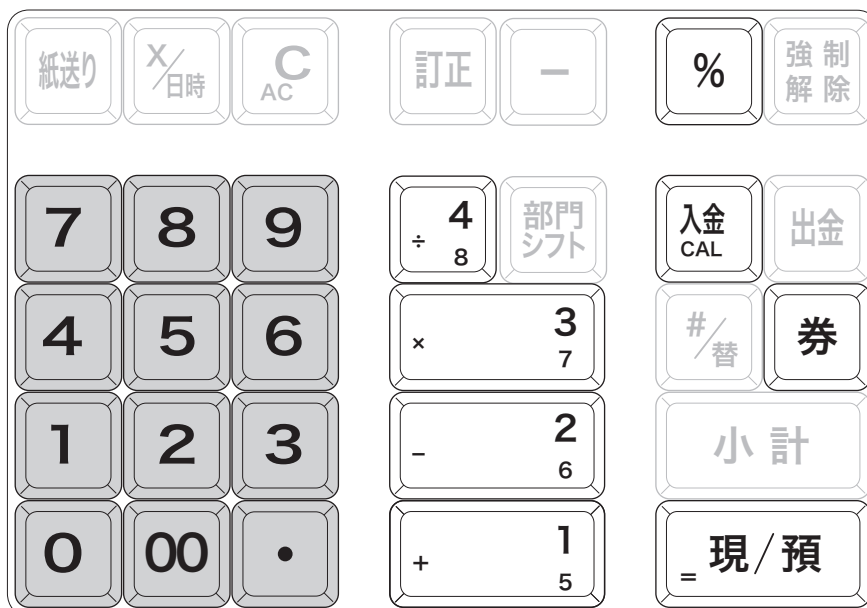 紙送り X/日時 C AC 訂正 － % 強制解除
7 8 9 ÷ 4 8 部門シフト 入金 CAL 出金
4 5 6 × 3 7 #/替 券
1 2 3 － 2 6 小計
0 00 • + 1 5 = 現/預